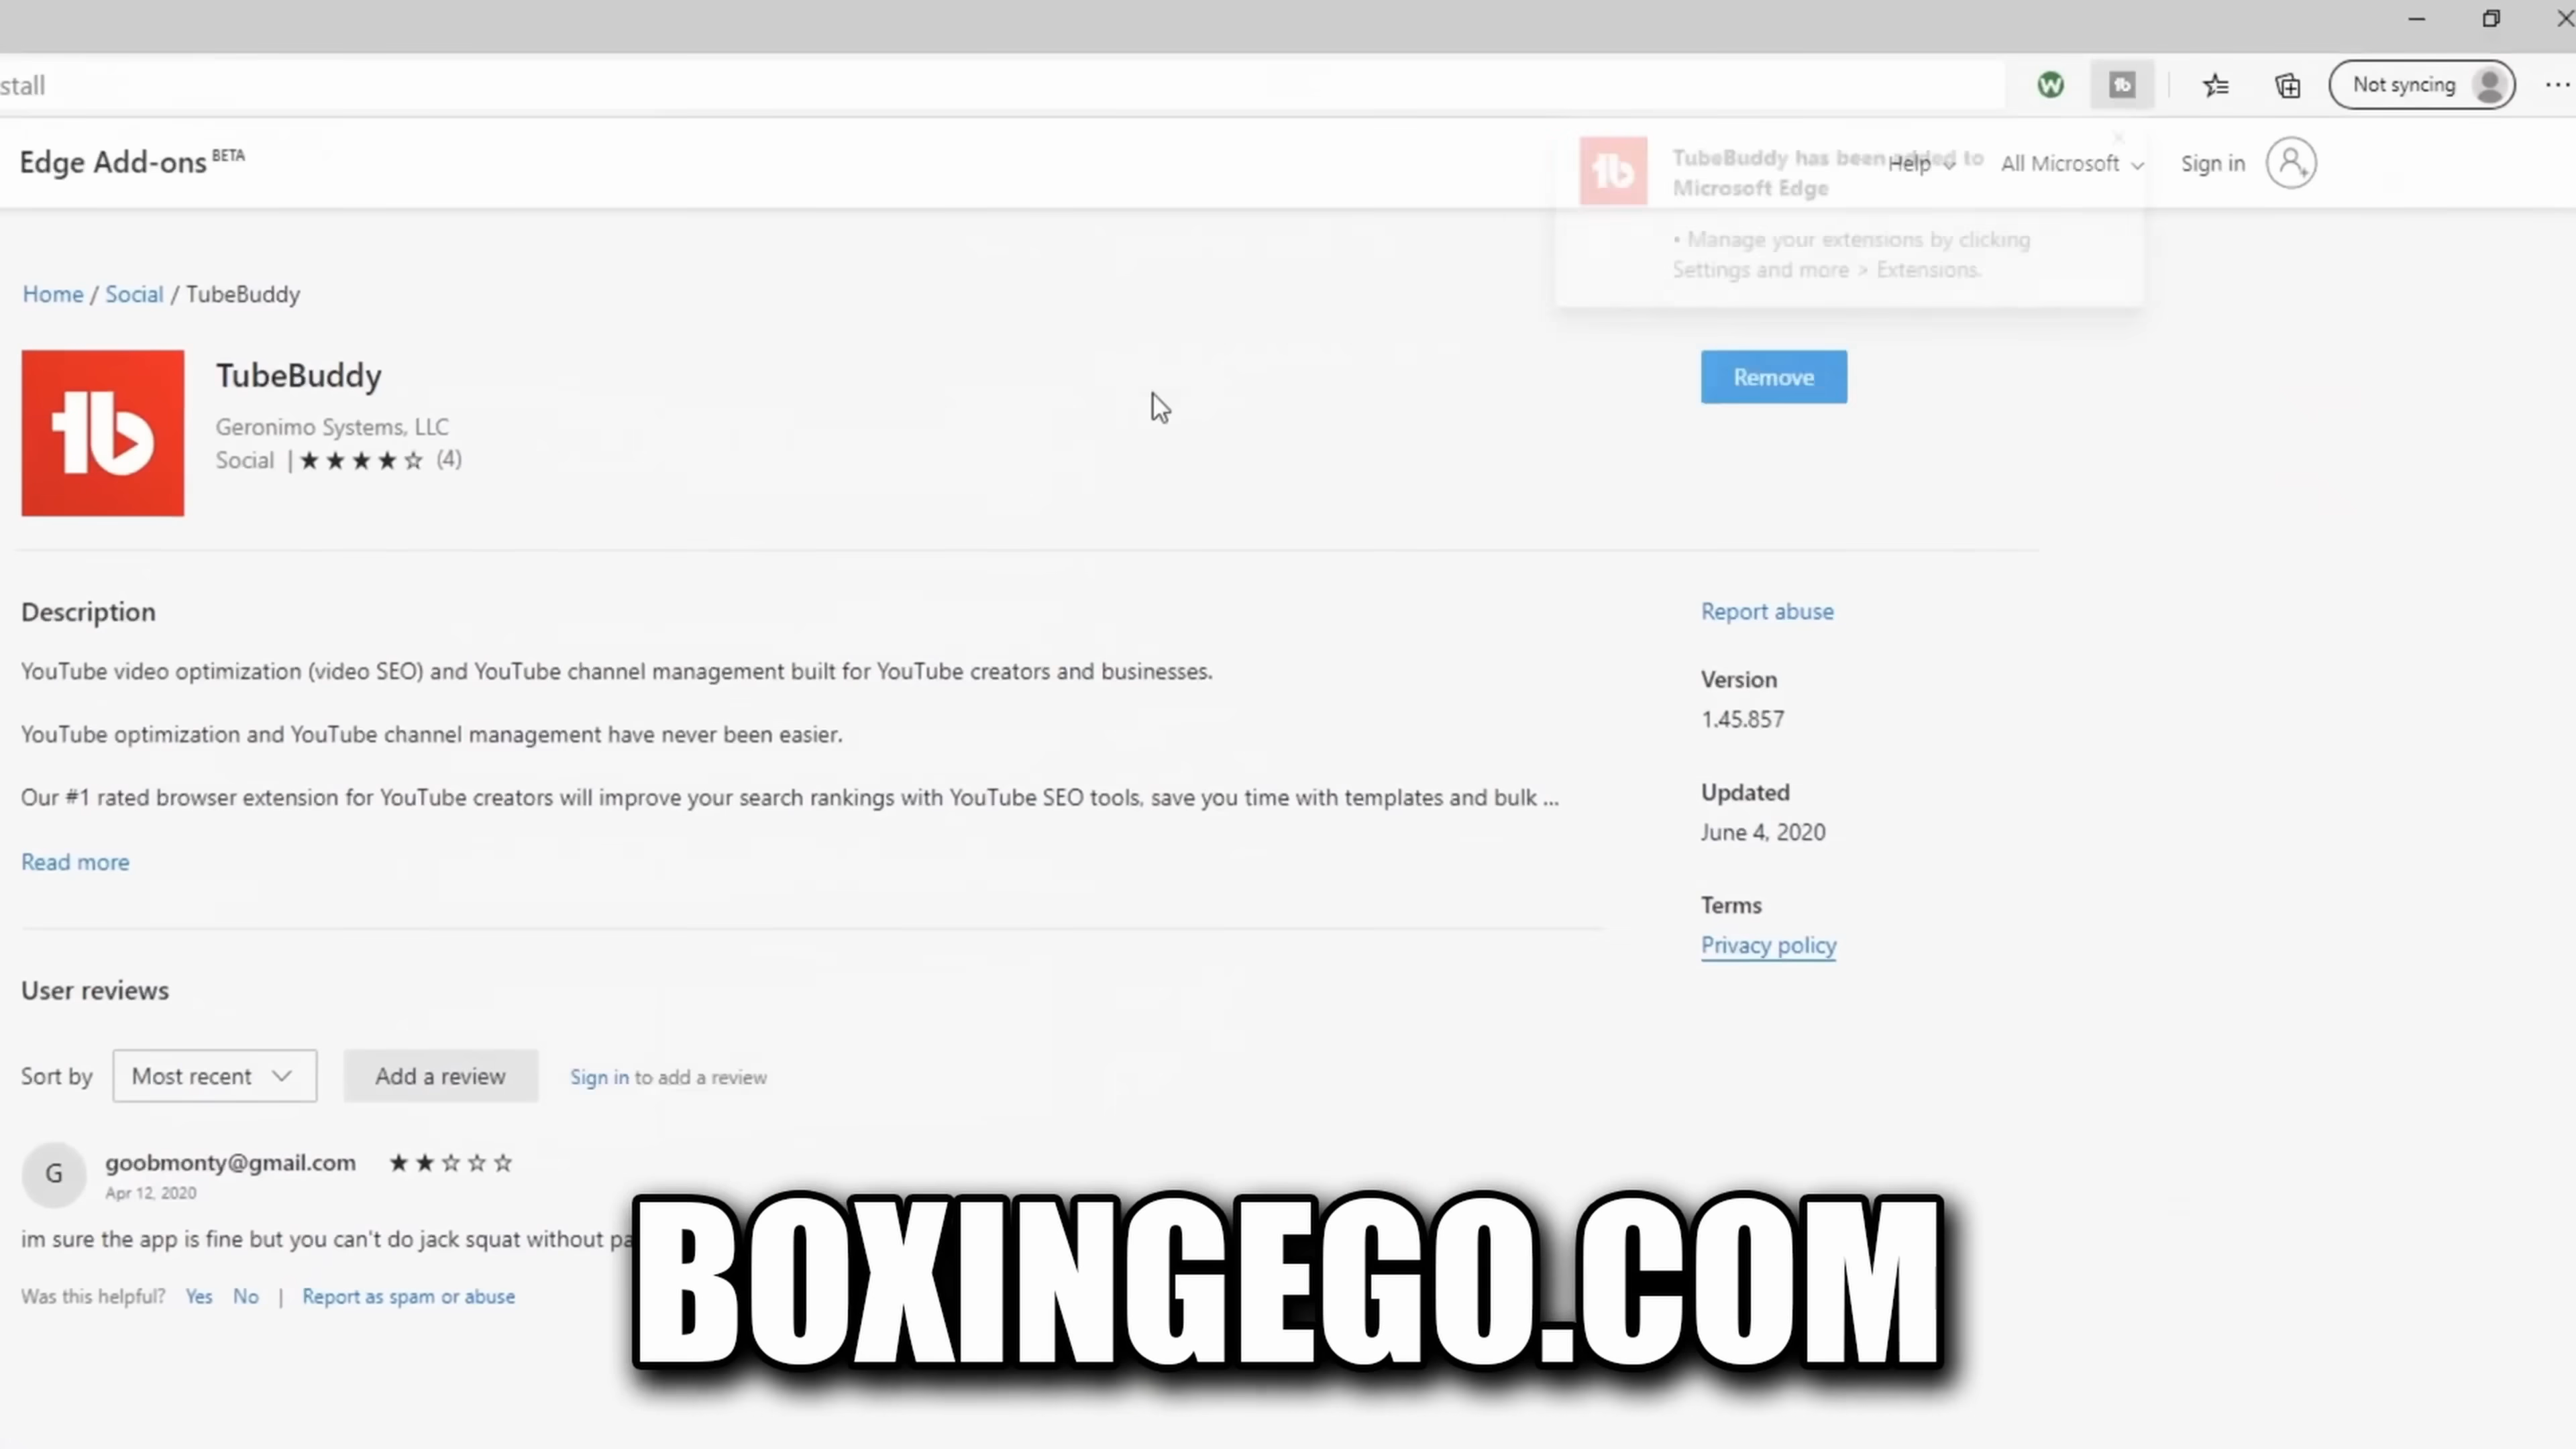 stall
Not syncing
Edge Add-ons BETA
TubeBuddy has been added to
Microsoft Edge
Help
All Microsoft
Sign in
• Manage your extensions by clicking
Settings and more > Extensions.
Home / Social / TubeBuddy
TubeBuddy
Remove
Geronimo Systems, LLC
Social | ★★★★☆ (4)
Description
YouTube video optimization (video SEO) and YouTube channel management built for YouTube creators and businesses.
YouTube optimization and YouTube channel management have never been easier.
Our #1 rated browser extension for YouTube creators will improve your search rankings with YouTube SEO tools, save you time with templates and bulk ...
Read more
Report abuse
Version
1.45.857
Updated
June 4, 2020
Terms
Privacy policy
User reviews
Sort by
Most recent
Add a review
Sign in to add a review
G
goobmonty@gmail.com ★★☆☆☆
Apr 12, 2020
im sure the app is fine but you can't do jack squat without pa
Was this helpful? Yes No | Report as spam or abuse
BOXINGEGO.COM